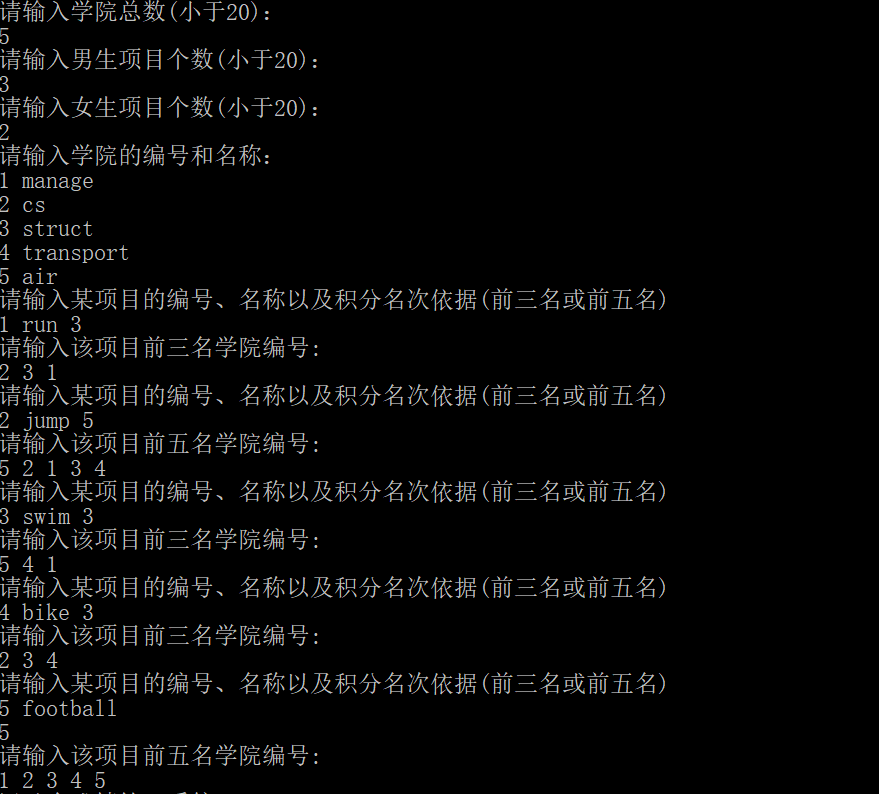 请输入学院总数(小于20):
5
请输入男生项目个数(小于20):
3
请输入女生项目个数(小于20):
2
请输入学院的编号和名称:
1 manage
2 cs
3 struct
4 transport
5 air
请输入某项目的编号、名称以及积分名次依据(前三名或前五名)
1 run 3
请输入该项目前三名学院编号:
2 3 1
请输入某项目的编号、名称以及积分名次依据(前三名或前五名)
2 jump 5
请输入该项目前五名学院编号:
5 2 1 3 4
请输入某项目的编号、名称以及积分名次依据(前三名或前五名)
3 swim 3
请输入该项目前三名学院编号:
5 4 1
请输入某项目的编号、名称以及积分名次依据(前三名或前五名)
4 bike 3
请输入该项目前三名学院编号:
2 3 4
请输入某项目的编号、名称以及积分名次依据(前三名或前五名)
5 football
5
请输入该项目前五名学院编号:
1 2 3 4 5